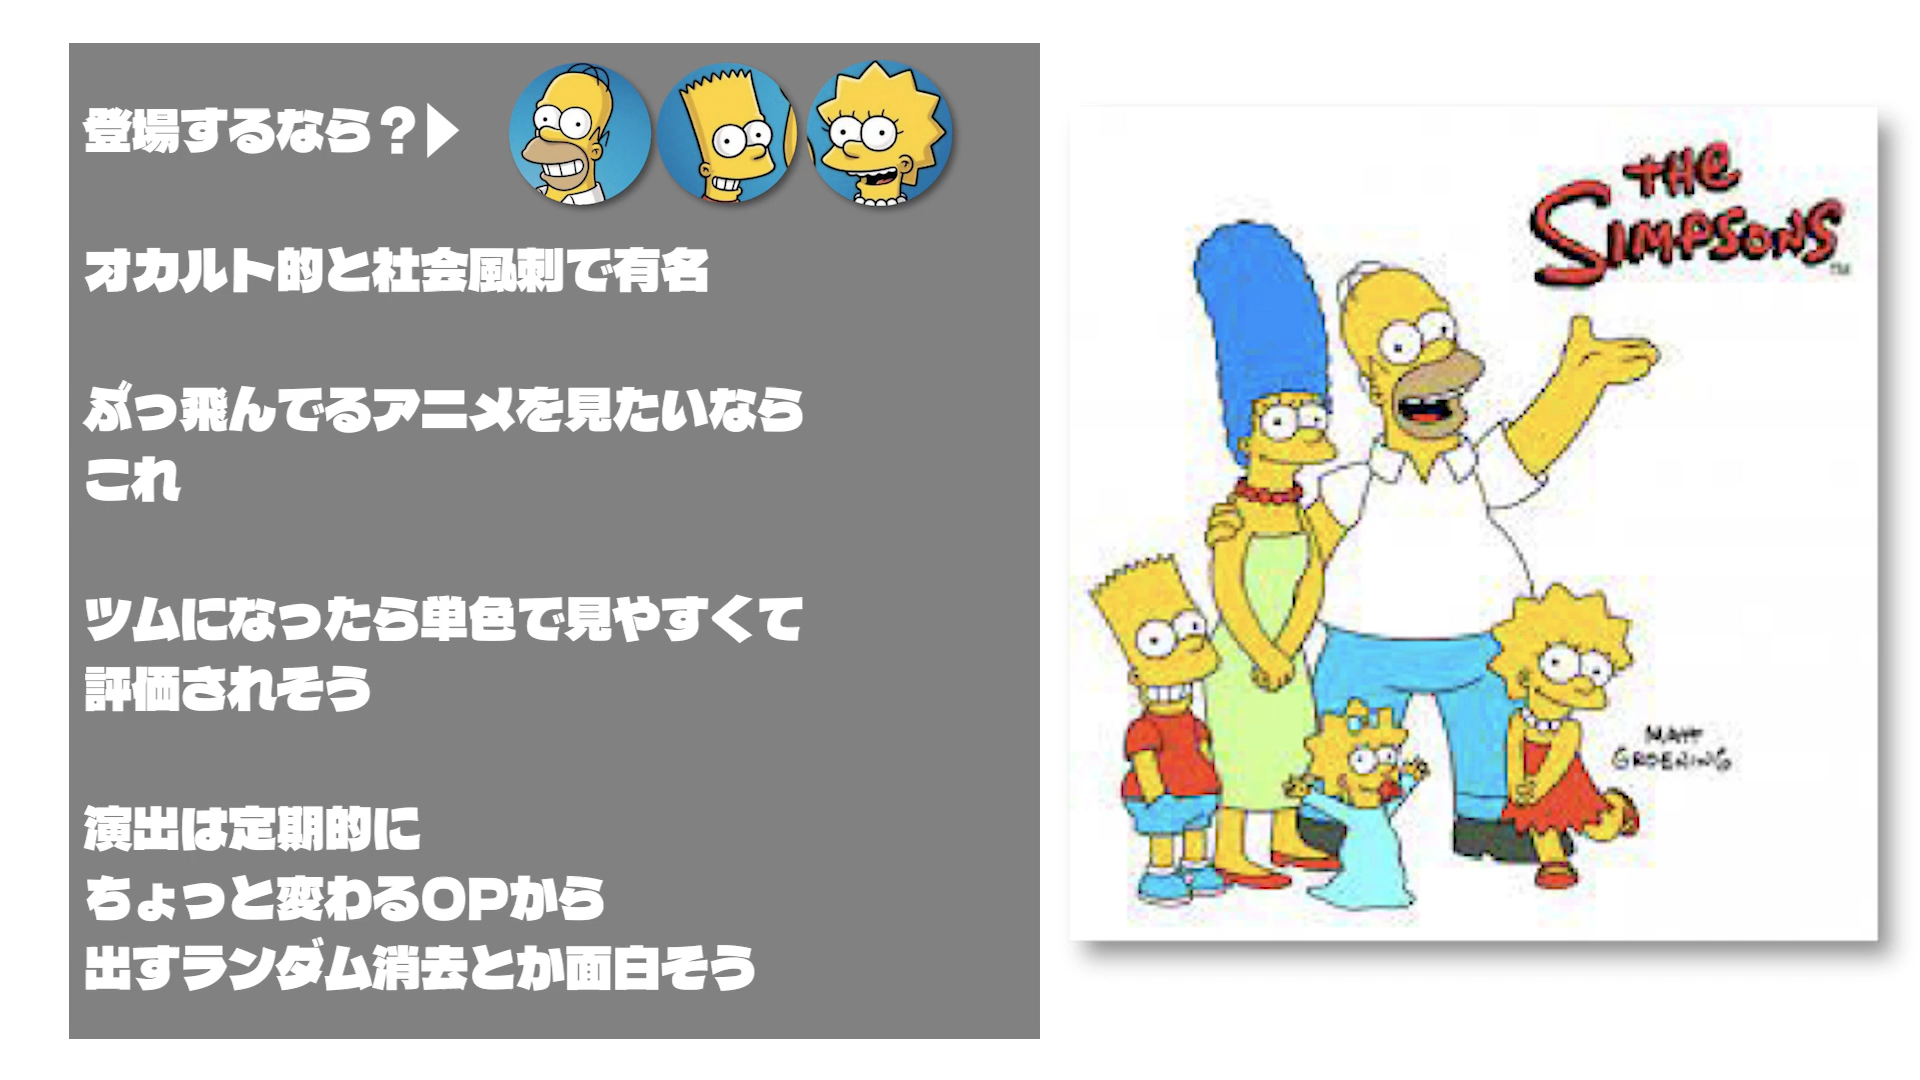 登場するなら？▶
オカルト的と社会風刺で有名
ぶっ飛んでるアニメを見たいなら
これ
ツムになったら単色で見やすくて
評価されそう
演出は定期的に
ちょっと変わるOPから
出すランダム消去とか面白そう
THE
SIMPSONS
TM
MATT
GROENING